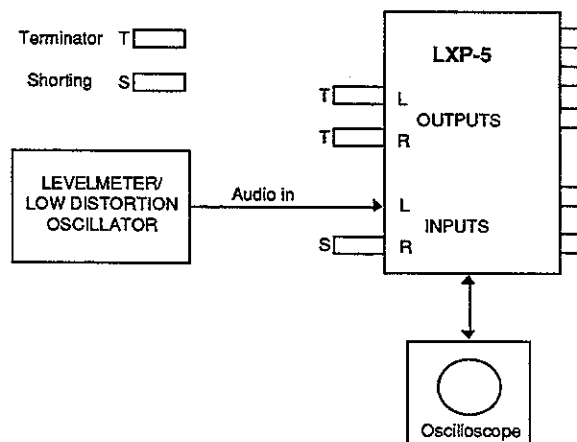 Terminator T
Shorting S
LXP-5
T L
OUTPUTS
T R
LEVELMETER/
LOW DISTORTION
OSCILLATOR
Audio in
L
INPUTS
S R
Oscilloscope